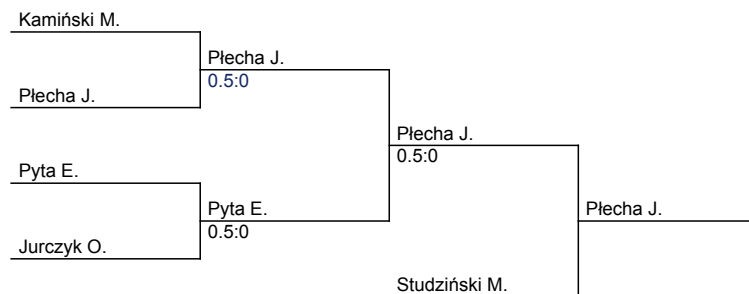 Kamiński M.
Płecha J.
0.5:0
Płecha J.
Płecha J.
0.5:0
Pyta E.
Pyta E.
0.5:0
Płecha J.
Jurczyk O.
Studziński M.